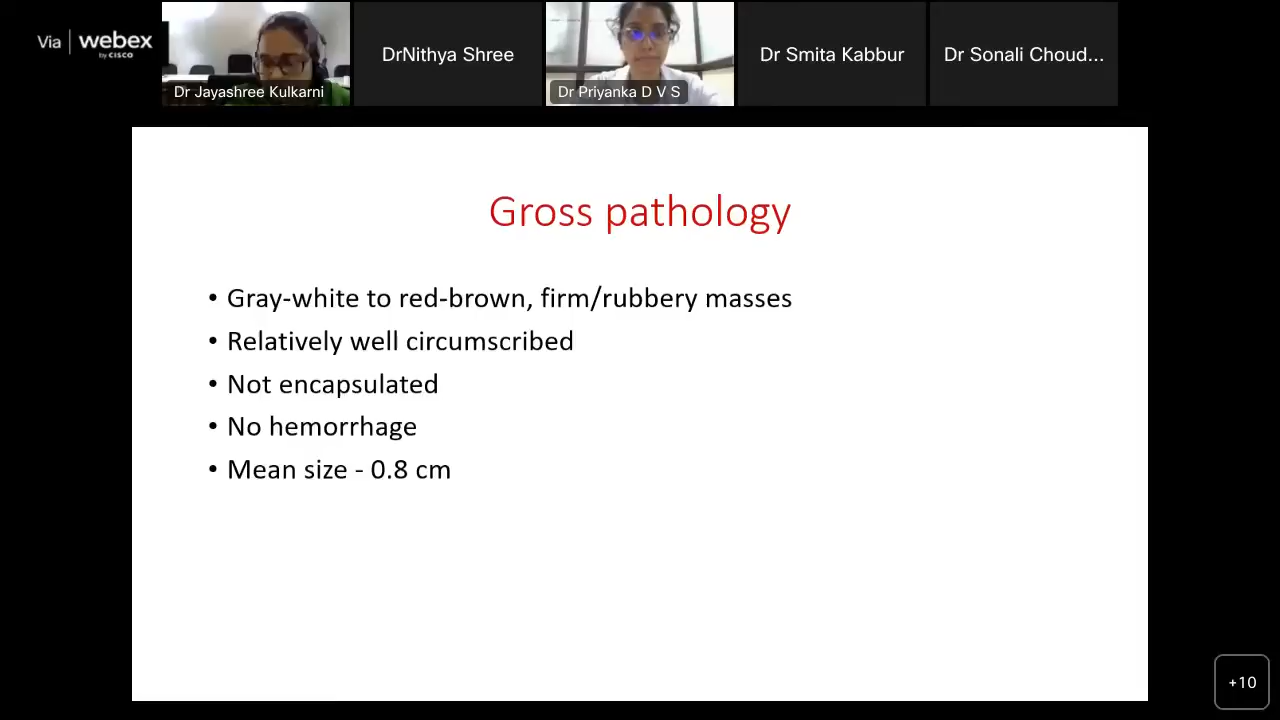 Via | webex
by CISCO
Dr Jayashree Kulkarni
DrNithya Shree
Dr Priyanka D V S
Dr Smita Kabbur
Dr Sonali Choud...
Gross pathology
• Gray-white to red-brown, firm/rubbery masses
• Relatively well circumscribed
• Not encapsulated
• No hemorrhage
• Mean size - 0.8 cm
+10